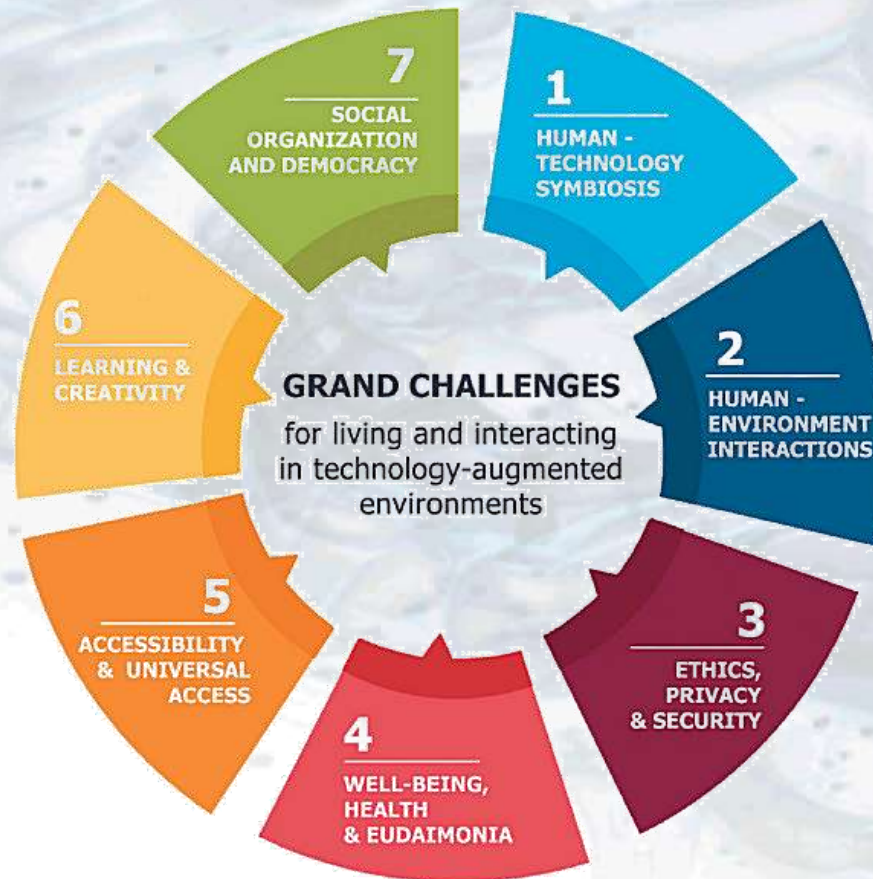 GRAND CHALLENGES
for living and interacting
in technology-augmented
environments
1
HUMAN -
TECHNOLOGY
SYMBIOSIS
2
HUMAN -
ENVIRONMENT
INTERACTIONS
3
ETHICS,
PRIVACY
& SECURITY
4
WELL-BEING,
HEALTH
& EUDAIMONIA
5
ACCESSIBILITY
& UNIVERSAL
ACCESS
6
LEARNING &
CREATIVITY
7
SOCIAL
ORGANIZATION
AND DEMOCRACY